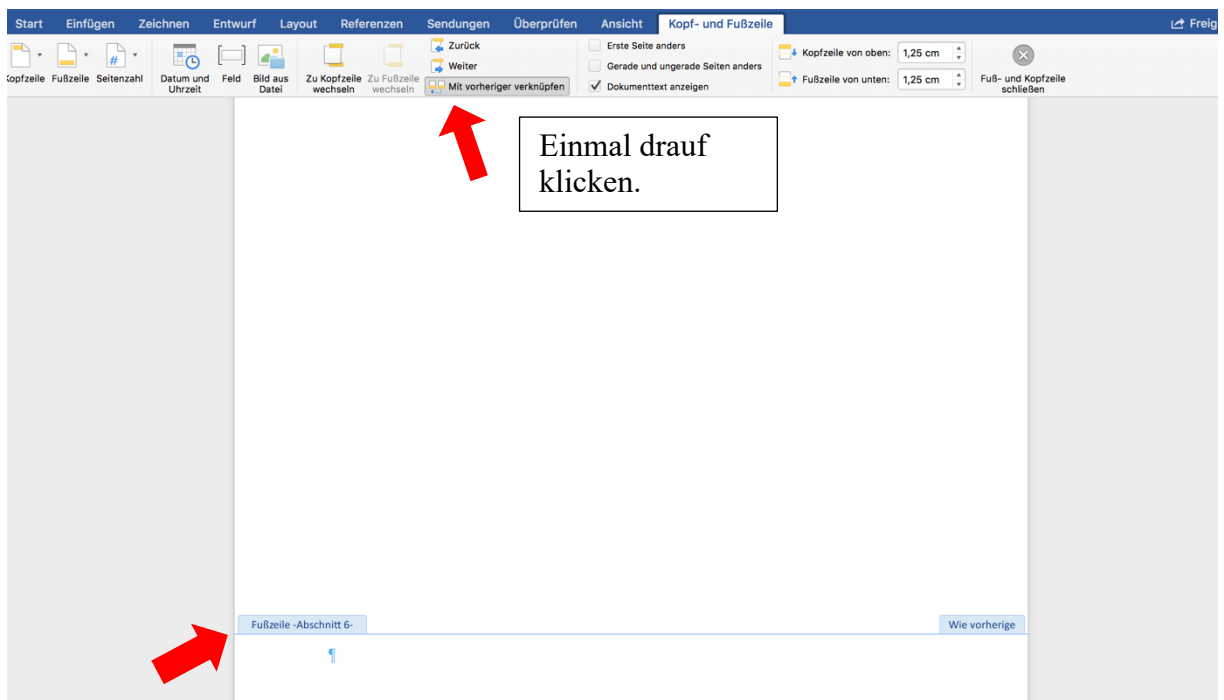 Start Einfügen Zeichnen Entwurf Layout Referenzen Sendungen Überprüfen Ansicht Kopf- und Fußzeile Freig
Kopfzeile Fußzeile Seitenzahl
Datum und
Uhrzeit
Feld
Bild aus
Datei
Zu Kopfzeile
wechseln
Zu Fußzeile
wechseln
Zurück
Weiter
Mit vorheriger verknüpfen
Erste Seite anders
Gerade und ungerade Seiten anders
Dokumenttext anzeigen
Kopfzeile von oben: 1,25 cm
Fußzeile von unten: 1,25 cm
Fuß- und Kopfzeile
schließen
Einmal drauf
klicken.
Fußzeile -Abschnitt 6- Wie vorherige
¶